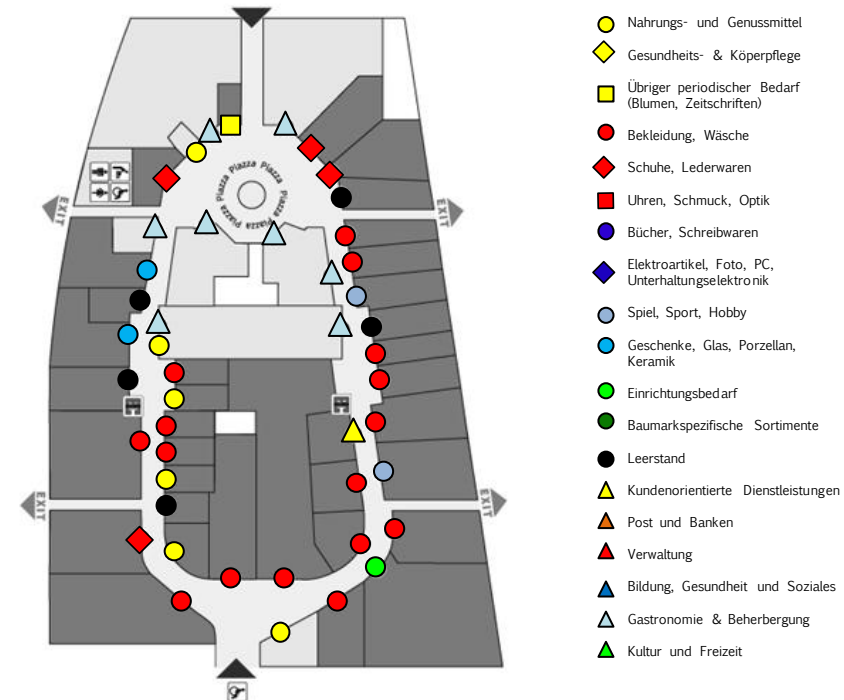 Piazza Piazza Piazza Piazza Piazza Piazza Piazza
EXIT
EXIT
EXIT
EXIT
Nahrungs- und Genussmittel
Gesundheits- & Köperpflege
Übriger periodischer Bedarf
(Blumen, Zeitschriften)
Bekleidung, Wäsche
Schuhe, Lederwaren
Uhren, Schmuck, Optik
Bücher, Schreibwaren
Elektroartikel, Foto, PC,
Unterhaltungselektronik
Spiel, Sport, Hobby
Geschenke, Glas, Porzellan,
Keramik
Einrichtungsbedarf
Baumarkspezifische Sortimente
Leerstand
Kundenorientierte Dienstleistungen
Post und Banken
Verwaltung
Bildung, Gesundheit und Soziales
Gastronomie & Beherbergung
Kultur und Freizeit